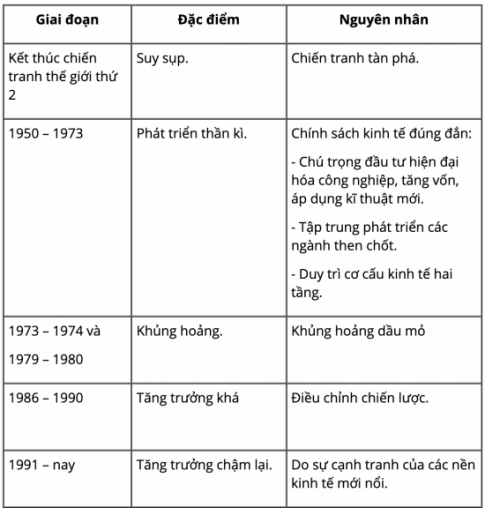 Giai đoạn
Đặc điểm
Nguyên nhân
Kết thúc chiến
tranh thế giới thứ
2
Suy sụp.
Chiến tranh tàn phá.
1950 – 1973
Phát triển thần kì.
Chính sách kinh tế đúng đắn:
- Chú trọng đầu tư hiện đại
hóa công nghiệp, tăng vốn,
áp dụng kĩ thuật mới.
- Tập trung phát triển các
ngành then chốt.
- Duy trì cơ cấu kinh tế hai
tầng.
1973 – 1974 và
1979 – 1980
Khủng hoảng.
Khủng hoảng dầu mỏ
1986 – 1990
Tăng trưởng khá
Điều chỉnh chiến lược.
1991 – nay
Tăng trưởng chậm lại.
Do sự cạnh tranh của các nền
kinh tế mới nổi.